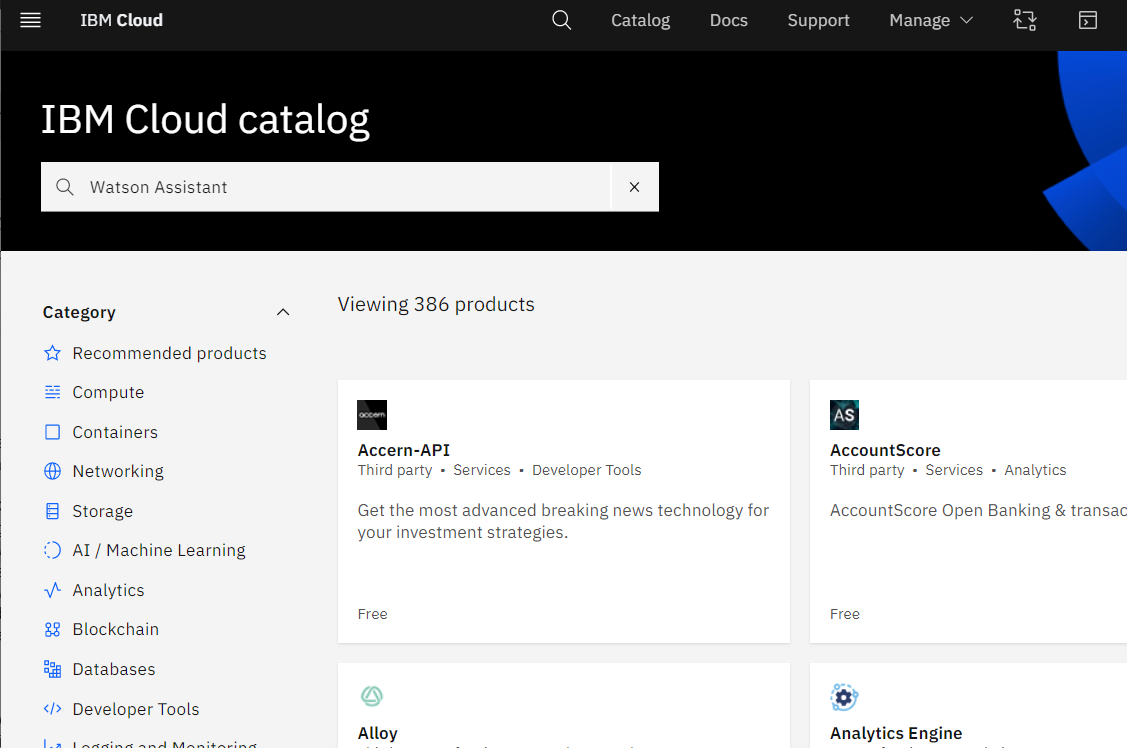 IBM Cloud
Catalog
Docs
Support
Manage
IBM Cloud catalog
Watson Assistant
Category
Recommended products
Compute
Containers
Networking
Storage
AI / Machine Learning
Analytics
Blockchain
Databases
Developer Tools
Logging and Monitoring
Viewing 386 products
accern
Accern-API
Third party • Services • Developer Tools
Get the most advanced breaking news technology for
your investment strategies.
Free
AS
AccountScore
Third party • Services • Analytics
AccountScore Open Banking & transac
Free
Alloy
Analytics Engine